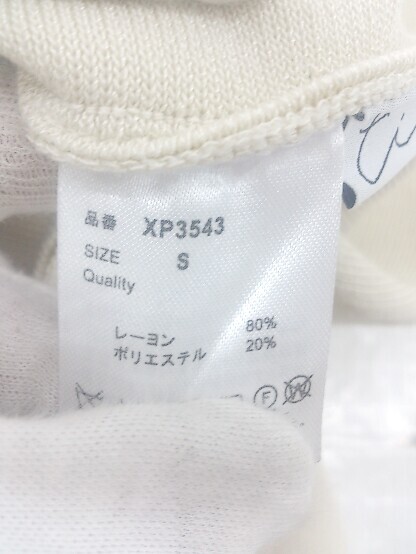 品番 XP3543
SIZE S
Quality
レーヨン 80%
ポリエステル 20%
F
W